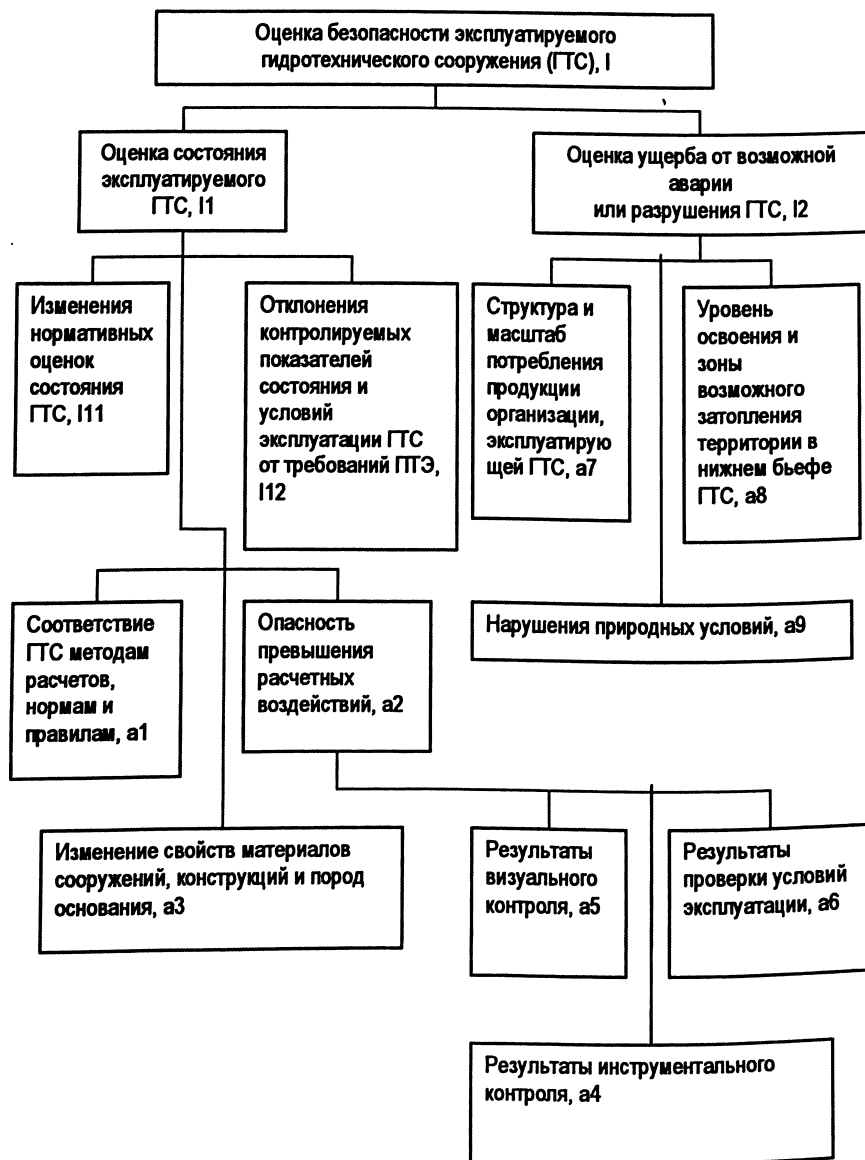 Оценка безопасности эксплуатируемого
гидротехнического сооружения (ГТС), I
Оценка состояния
эксплуатируемого
ГТС, I1
Оценка ущерба от возможной
аварии
или разрушения ГТС, I2
Изменения
нормативных
оценок
состояния
ГТС, I11
Отклонения
контролируемых
показателей
состояния и
условий
эксплуатации ГТС
от требований ПТЭ,
I12
Структура и
масштаб
потребления
продукции
организации,
эксплуатирую
щей ГТС, а7
Уровень
освоения и
зоны
возможного
затопления
территории в
нижнем бьефе
ГТС, а8
Соответствие
ГТС методам
расчетов,
нормам и
правилам, а1
Опасность
превышения
расчетных
воздействий, а2
Нарушения природных условий, а9
Изменение свойств материалов
сооружений, конструкций и пород
основания, а3
Результаты
визуального
контроля, а5
Результаты
проверки условий
эксплуатации, а6
Результаты инструментального
контроля, а4